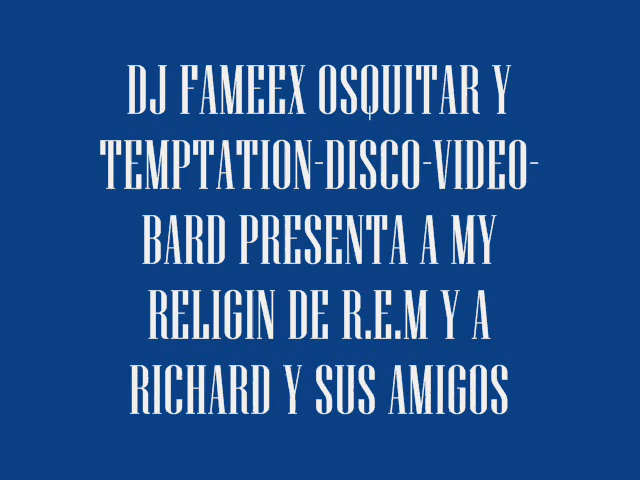 DJ FAMEEX OSQUITAR Y
TEMPTATION-DISCO-VIDEO-
BARD PRESENTA A MY
RELIGIN DE R.E.M Y A
RICHARD Y SUS AMIGOS